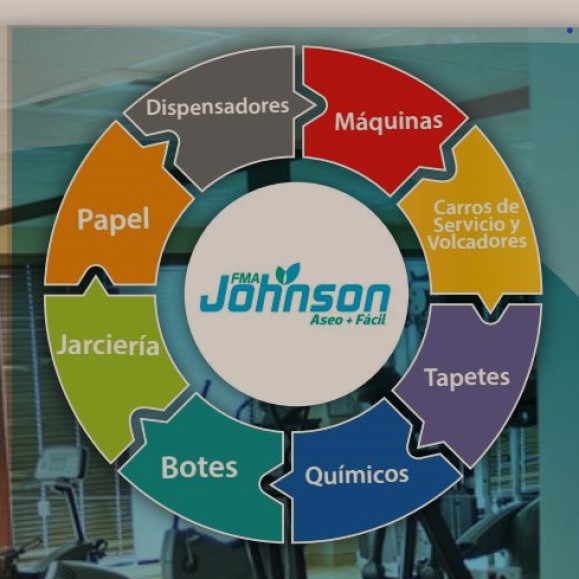 Dispensadores
Máquinas
Carros de
Servicio y
Volcadores
Tapetes
Químicos
Botes
Jarciería
Papel
FMA
Johnson
Aseo + Fácil